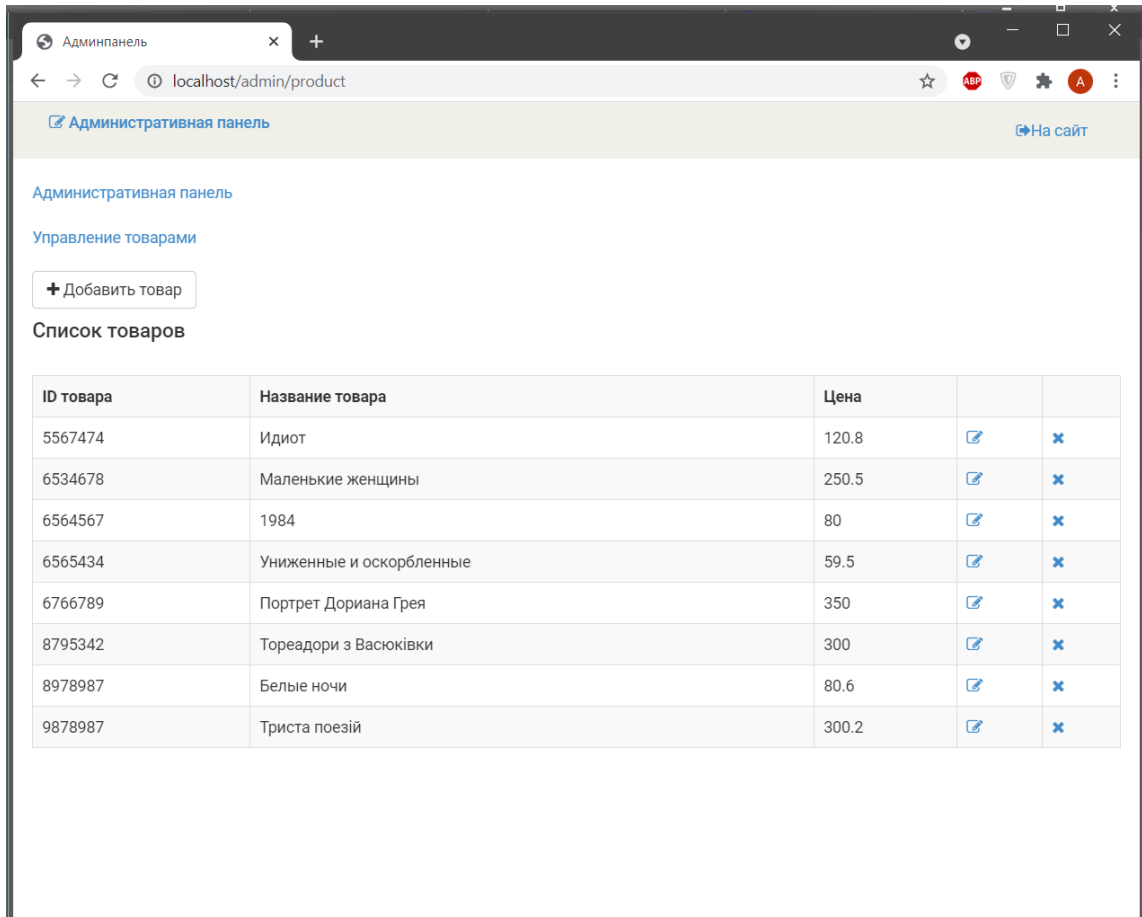 Админпанель
localhost/admin/product
ABP
A
Административная панель
На сайт
Административная панель
Управление товарами
Добавить товар
Список товаров
ID товара Название товара Цена
5567474 Идиот 120.8
6534678 Маленькие женщины 250.5
6564567 1984 80
6565434 Униженные и оскорбленные 59.5
6766789 Портрет Дориана Грея 350
8795342 Тореадори з Васюківки 300
8978987 Белые ночи 80.6
9878987 Триста поезій 300.2